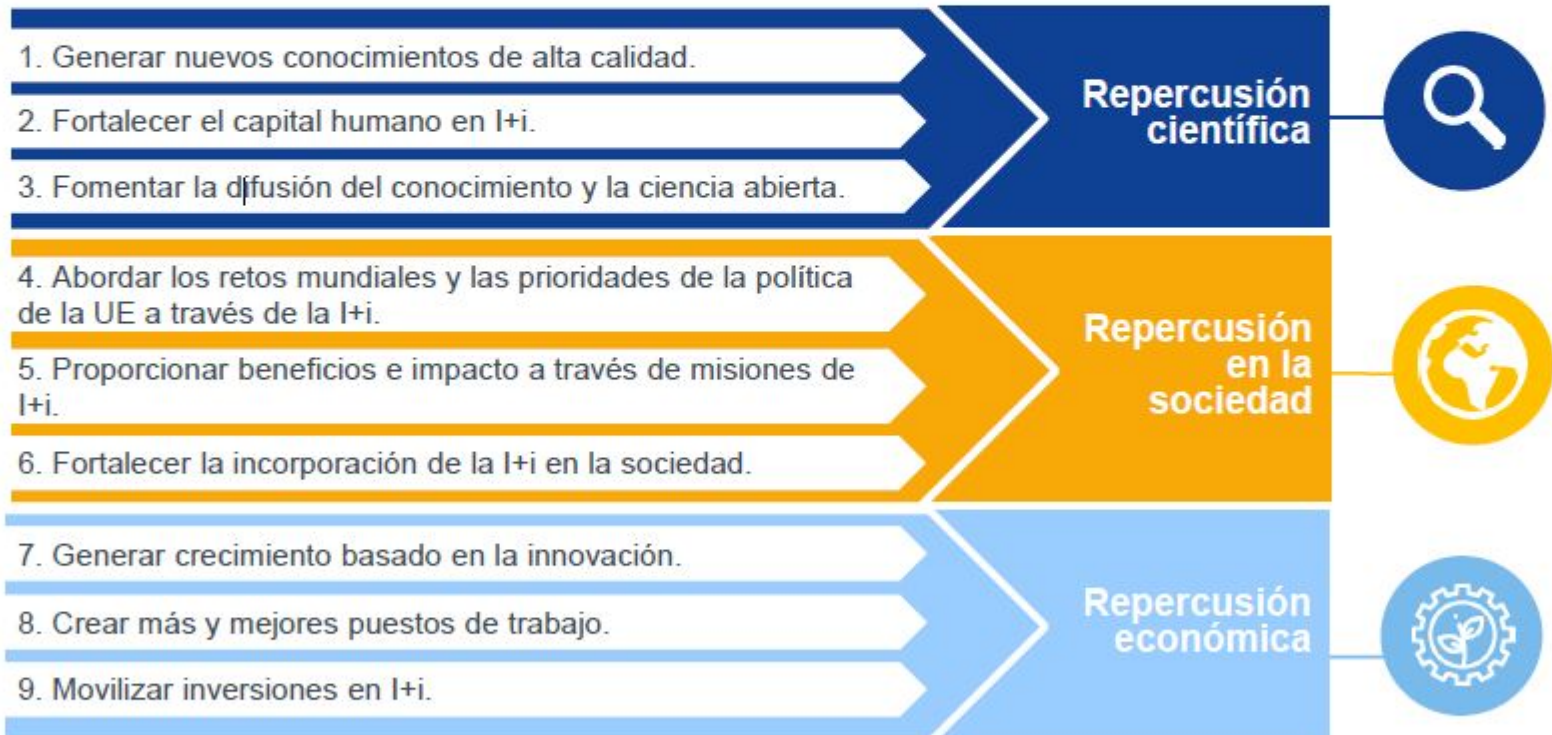 1. Generar nuevos conocimientos de alta calidad.
2. Fortalecer el capital humano en I+i.
3. Fomentar la difusión del conocimiento y la ciencia abierta.
Repercusión
científica
4. Abordar los retos mundiales y las prioridades de la política
de la UE a través de la I+i.
5. Proporcionar beneficios e impacto a través de misiones de
I+i.
6. Fortalecer la incorporación de la I+i en la sociedad.
Repercusión
en la
sociedad
7. Generar crecimiento basado en la innovación.
8. Crear más y mejores puestos de trabajo.
9. Movilizar inversiones en I+i.
Repercusión
económica